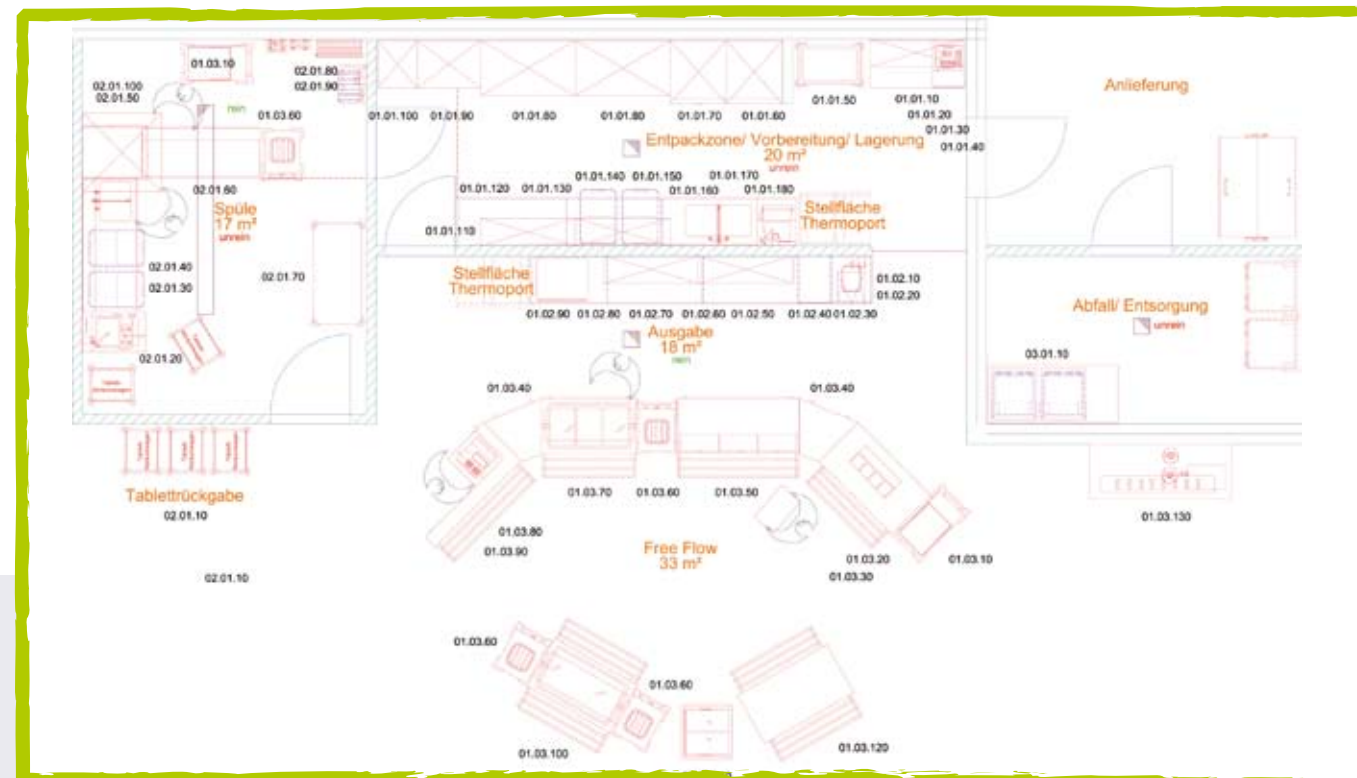 01.03.10
02.01.80
02.01.90
02.01.100
02.01.50
rein
01.03.60
01.01.100
01.01.90
01.01.80
01.01.80
01.01.70
01.01.60
01.01.50
01.01.10
01.01.20
01.01.30
01.01.40
Anlieferung
Entpackzone/ Vorbereitung/ Lagerung
20 m²
unrein
02.01.60
Spüle
17 m²
unrein
01.01.110
01.01.120
01.01.130
01.01.140
01.01.150
01.01.160
01.01.170
01.01.180
Stellfläche
Thermoport
02.01.40
02.01.30
02.01.70
02.01.20
Stellfläche
Thermoport
01.02.90
01.02.80
01.02.70
01.02.60
01.02.50
01.02.40
01.02.30
01.02.10
01.02.20
Ausgabe
18 m²
rein
Abfall/ Entsorgung
unrein
03.01.10
01.03.40
01.03.40
Tablettrückgabe
02.01.10
02.01.10
01.03.70
01.03.60
01.03.50
01.03.80
01.03.90
Free Flow
33 m²
01.03.20
01.03.30
01.03.10
01.03.130
01.03.60
01.03.60
01.03.100
01.03.120